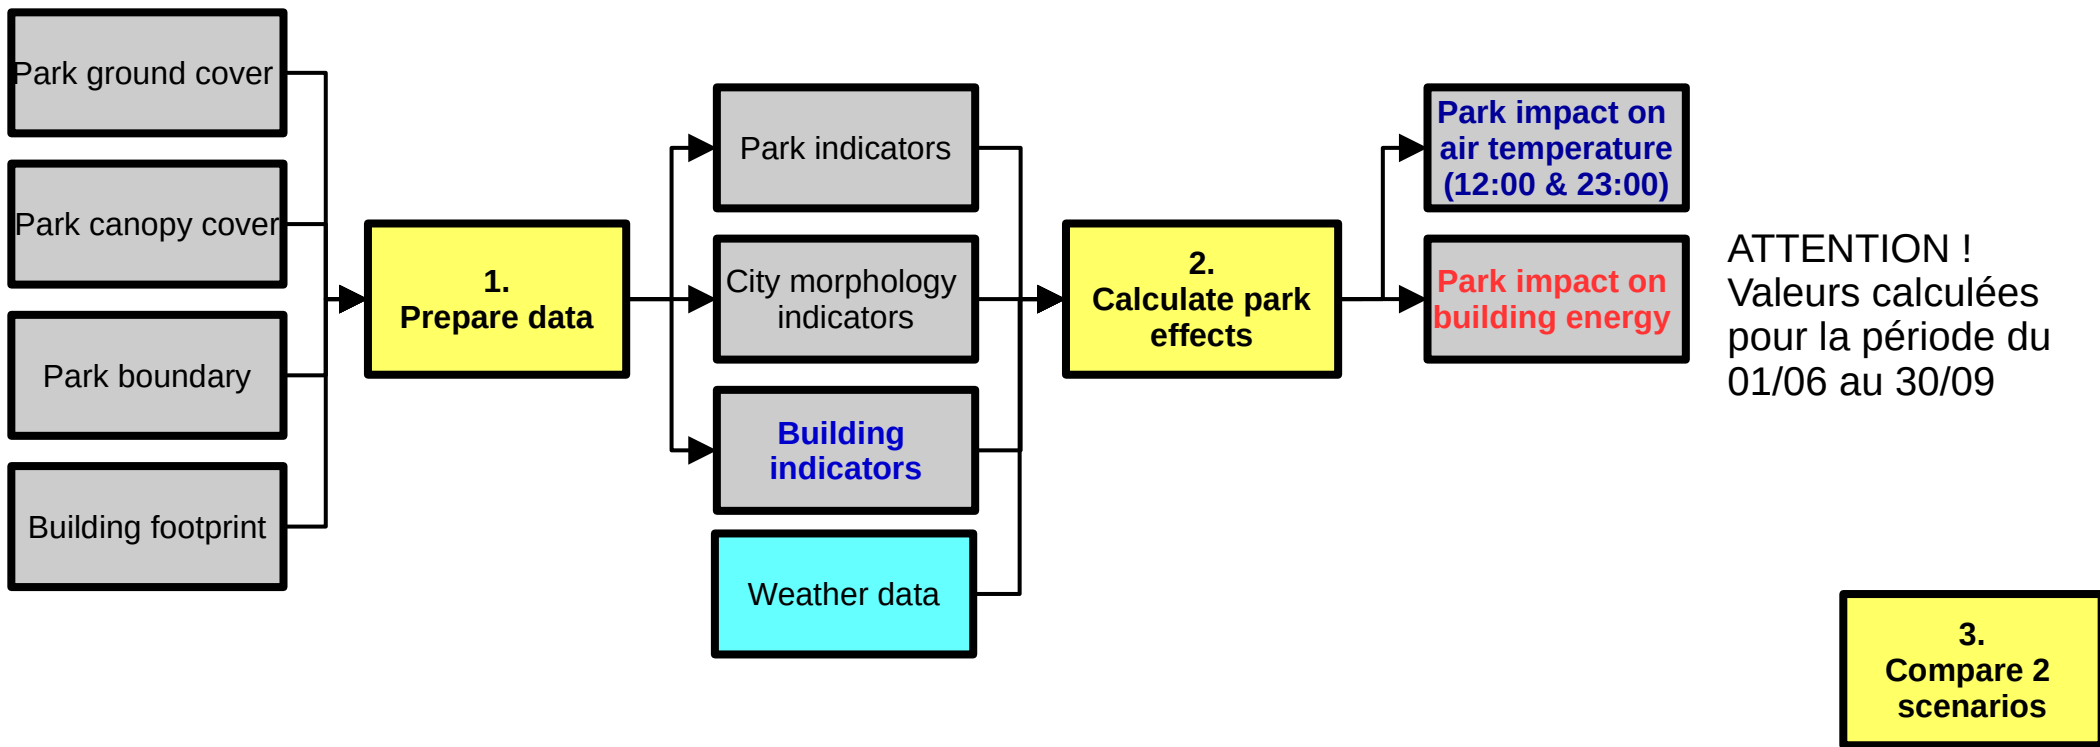 Park ground cover
Park canopy cover
Park boundary
Building footprint
1.
Prepare data
Park indicators
City morphology
indicators
Building
indicators
Weather data
2.
Calculate park
effects
Park impact on
air temperature
(12:00 & 23:00)
Park impact on
building energy
ATTENTION !
Valeurs calculées
pour la période du
01/06 au 30/09
3.
Compare 2
scenarios